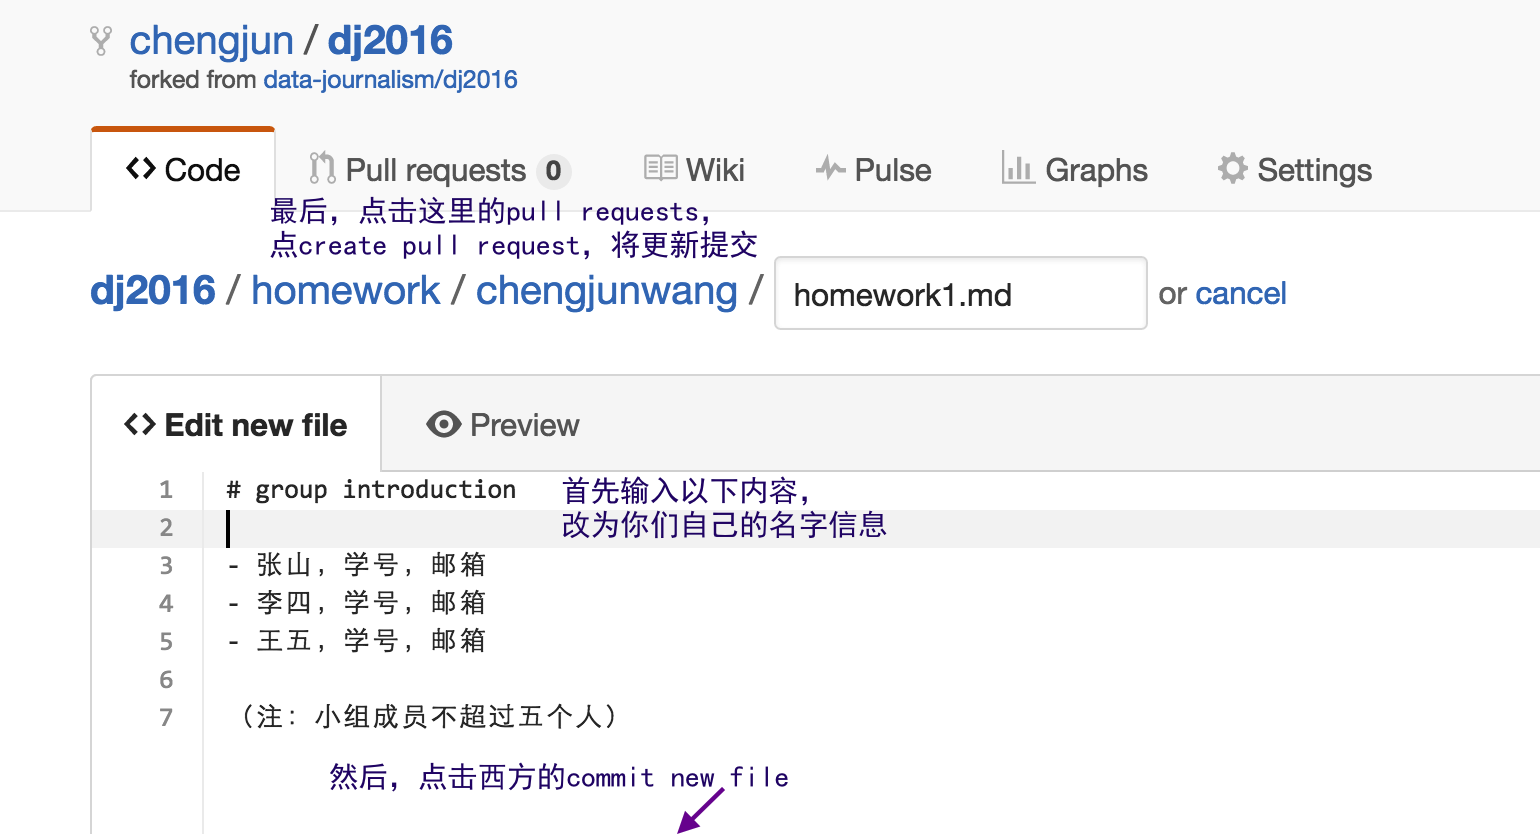 chengjun / dj2016
forked from data-journalism/dj2016
Code Pull requests 0 Wiki Pulse Graphs Settings
最后，点击这里的pull requests，
点create pull request，将更新提交
dj2016 / homework / chengjunwang / homework1.md or cancel
Edit new file Preview
1 # group introduction 首先输入以下内容，
2 改为你们自己的名字信息
3 - 张山，学号，邮箱
4 - 李四，学号，邮箱
5 - 王五，学号，邮箱
6
7 （注：小组成员不超过五个人）
然后，点击西方的commit new file